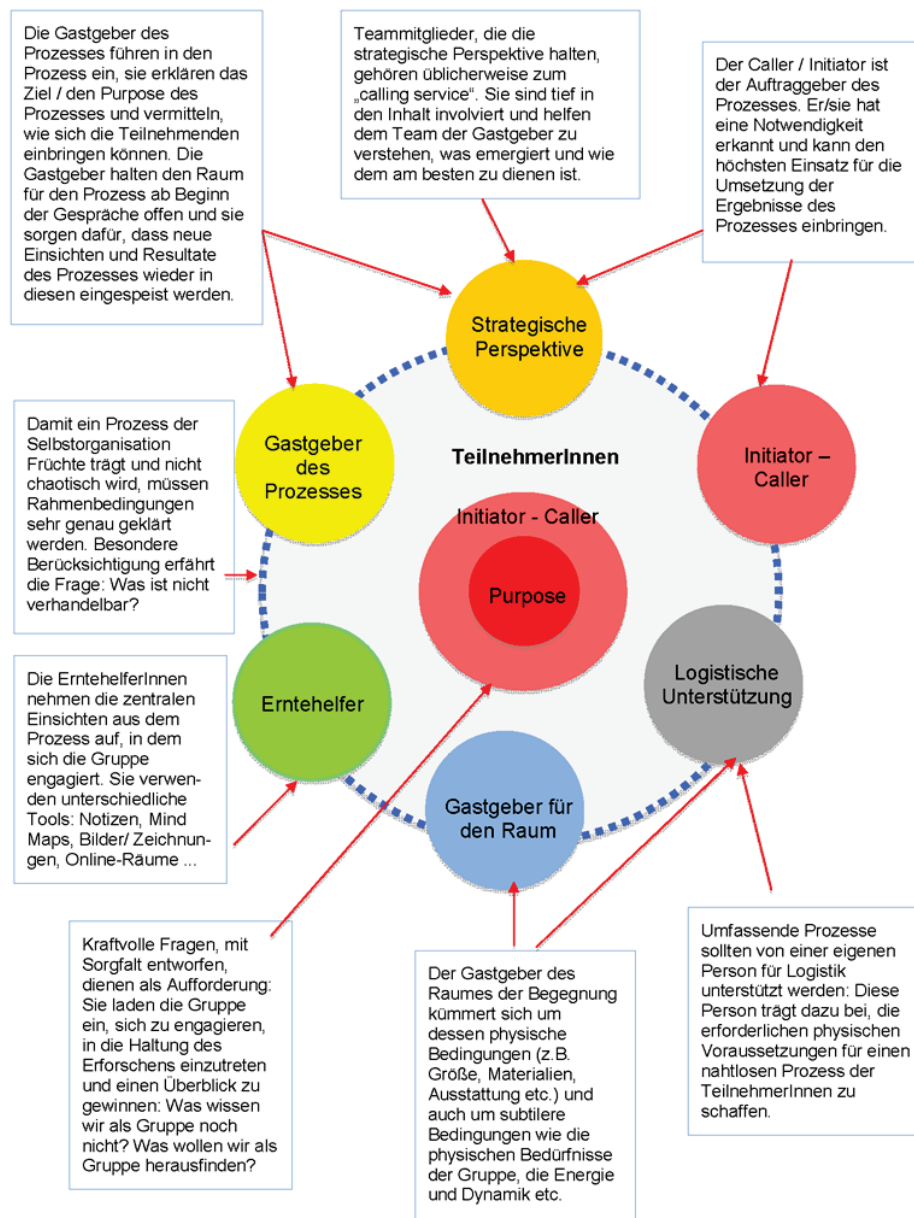 Die Gastgeber des
Prozesses führen in den
Prozess ein, sie erklären das
Ziel / den Purpose des
Prozesses und vermitteln,
wie sich die Teilnehmenden
einbringen können. Die
Gastgeber halten den Raum
für den Prozess ab Beginn
der Gespräche offen und sie
sorgen dafür, dass neue
Einsichten und Resultate
des Prozesses wieder in
diesen eingespeist werden.
Teammitglieder, die die
strategische Perspektive halten,
gehören üblicherweise zum
„calling service“. Sie sind tief in
den Inhalt involviert und helfen
dem Team der Gastgeber zu
verstehen, was emergiert und wie
dem am besten zu dienen ist.
Der Caller / Initiator ist
der Auftraggeber des
Prozesses. Er/sie hat
eine Notwendigkeit
erkannt und kann den
höchsten Einsatz für die
Umsetzung der
Ergebnisse des
Prozesses einbringen.
Strategische
Perspektive
Gastgeber
des
Prozesses
TeilnehmerInnen
Initiator –
Caller
Initiator - Caller
Purpose
Damit ein Prozess der
Selbstorganisation
Früchte trägt und nicht
chaotisch wird, müssen
Rahmenbedingungen
sehr genau geklärt
werden. Besondere
Berücksichtigung erfährt
die Frage: Was ist nicht
verhandelbar?
Logistische
Unterstützung
Erntehelfer
Gastgeber für
den Raum
Die ErntehelferInnen
nehmen die zentralen
Einsichten aus dem
Prozess auf, in dem
sich die Gruppe
engagiert. Sie verwen-
den unterschiedliche
Tools: Notizen, Mind
Maps, Bilder/ Zeichnun-
gen, Online-Räume ...
Kraftvolle Fragen, mit
Sorgfalt entworfen,
dienen als Aufforderung:
Sie laden die Gruppe
ein, sich zu engagieren,
in die Haltung des
Erforschens einzutreten
und einen Überblick zu
gewinnen: Was wissen
wir als Gruppe noch
nicht? Was wollen wir als
Gruppe herausfinden?
Der Gastgeber des
Raumes der Begegnung
kümmert sich um
dessen physische
Bedingungen (z.B.
Größe, Materialien,
Ausstattung etc.) und
auch um subtilere
Bedingungen wie die
physischen Bedürfnisse
der Gruppe, die Energie
und Dynamik etc.
Umfassende Prozesse
sollten von einer eigenen
Person für Logistik
unterstützt werden: Diese
Person trägt dazu bei, die
erforderlichen physischen
Voraussetzungen für einen
nahtlosen Prozess der
TeilnehmerInnen zu
schaffen.